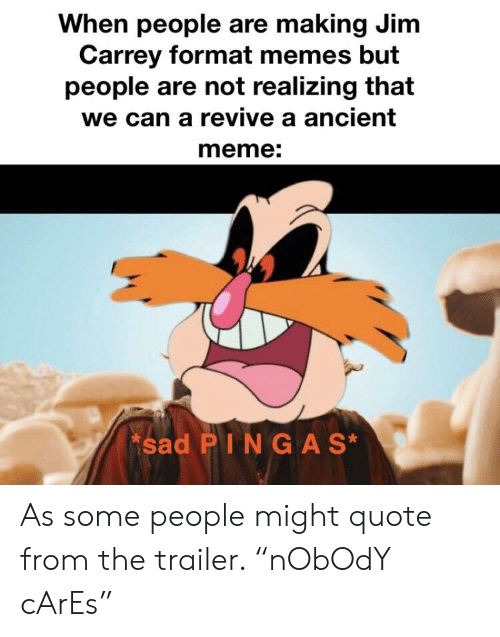 When people are making Jim
Carrey format memes but
people are not realizing that
we can a revive a ancient
meme:
*sad PINGAS*
As some people might quote
from the trailer. “nObOdY
cArEs”